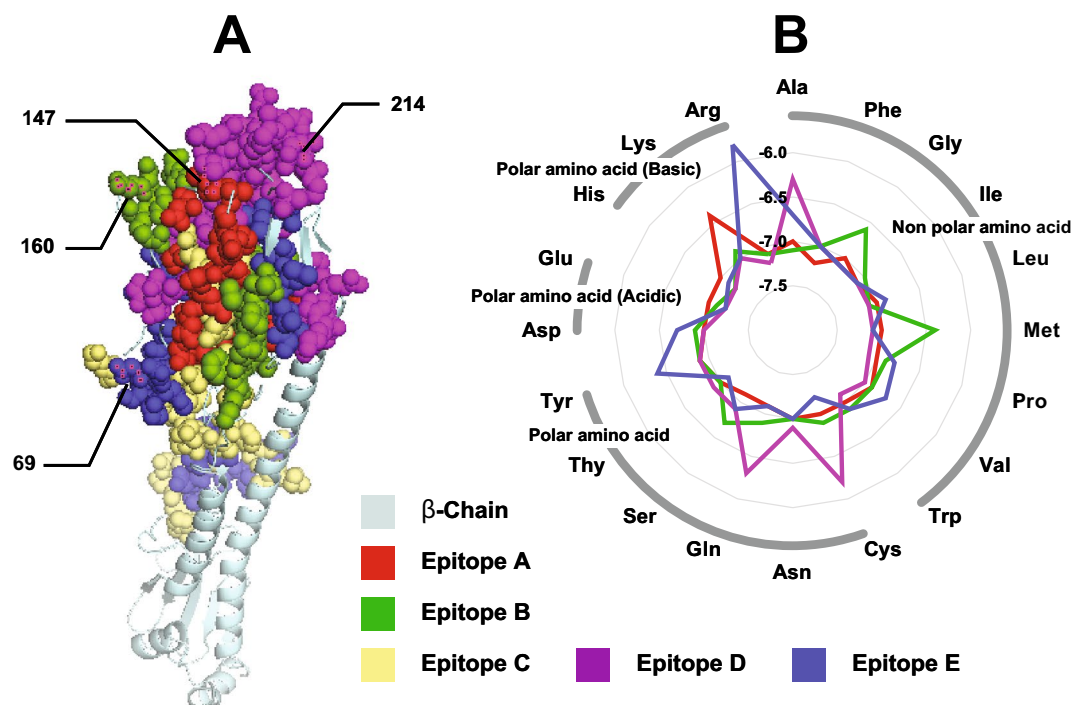 A
147
214
160
69
β-Chain
Epitope A
Epitope B
Epitope C
Epitope D
Epitope E
B
Ala
Phe
Gly
Ile
Non polar amino acid
Leu
Met
Pro
Val
Trp
Cys
Asn
Gln
Ser
Thy
Polar amino acid
Tyr
Asp
Polar amino acid (Acidic)
Glu
His
Polar amino acid (Basic)
Lys
Arg
-6.0
-6.5
-7.0
-7.5